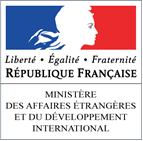 Liberté • Égalité • Fraternité
RÉPUBLIQUE FRANÇAISE
MINISTÈRE
DES AFFAIRES ÉTRANGÈRES
ET DU DÉVELOPPEMENT
INTERNATIONAL